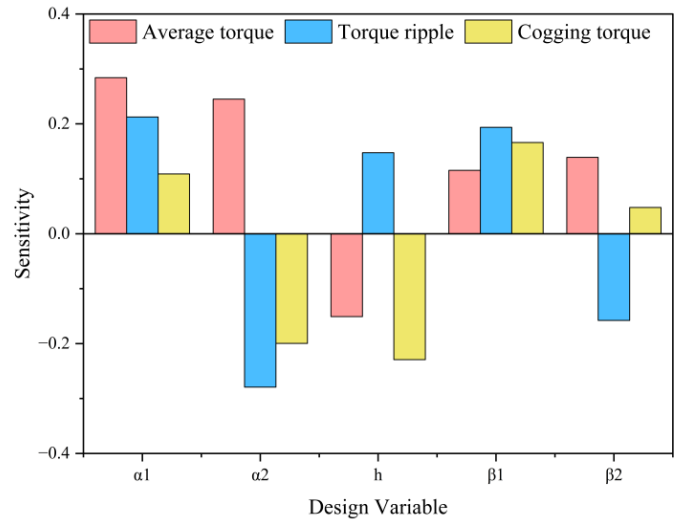 Average torque Torque ripple Cogging torque
0.4
0.2
0.0
−0.2
−0.4
Sensitivity
α1 α2 h β1 β2
Design Variable